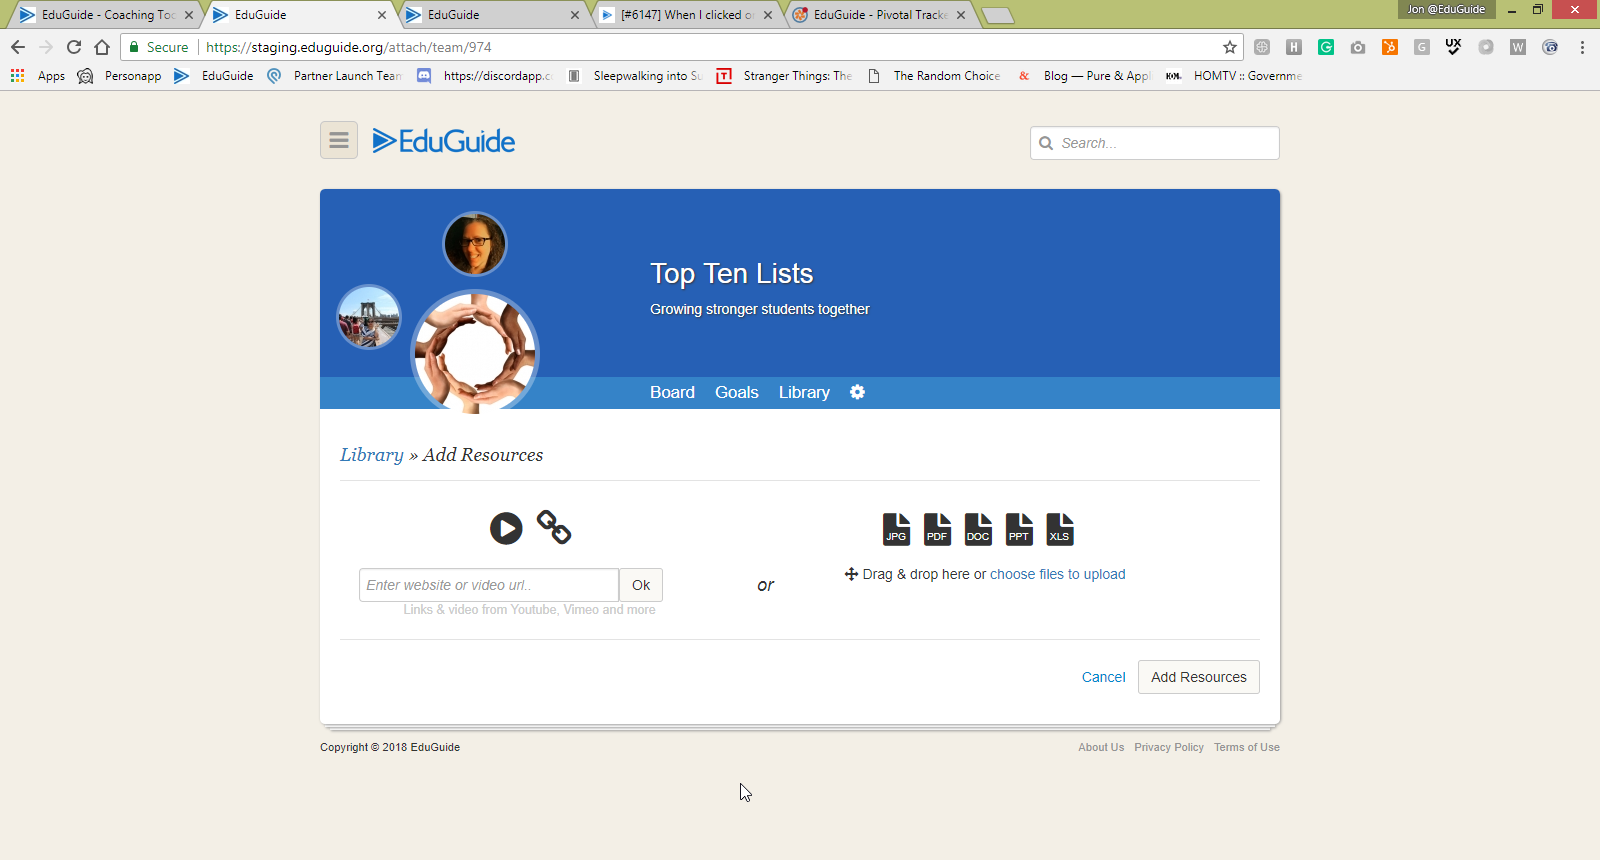 EduGuide - Coaching Too
EduGuide
EduGuide
[#6147] When I clicked o
EduGuide - Pivotal Tracke
Jon @EduGuide
Secure
https://staging.eduguide.org/attach/team/974
Apps
Personapp
EduGuide
Partner Launch Team
https://discordapp.c
Sleepwalking into Su
Stranger Things: The
The Random Choice
Blog — Pure & Appl
HOMTV :: Governme
EduGuide
Search...
Top Ten Lists
Growing stronger students together
Board Goals Library
Library » Add Resources
JPG PDF DOC PPT XLS
Enter website or video url..
Ok
Links & video from Youtube, Vimeo and more
or
Drag & drop here or choose files to upload
Cancel
Add Resources
Copyright © 2018 EduGuide
About Us Privacy Policy Terms of Use